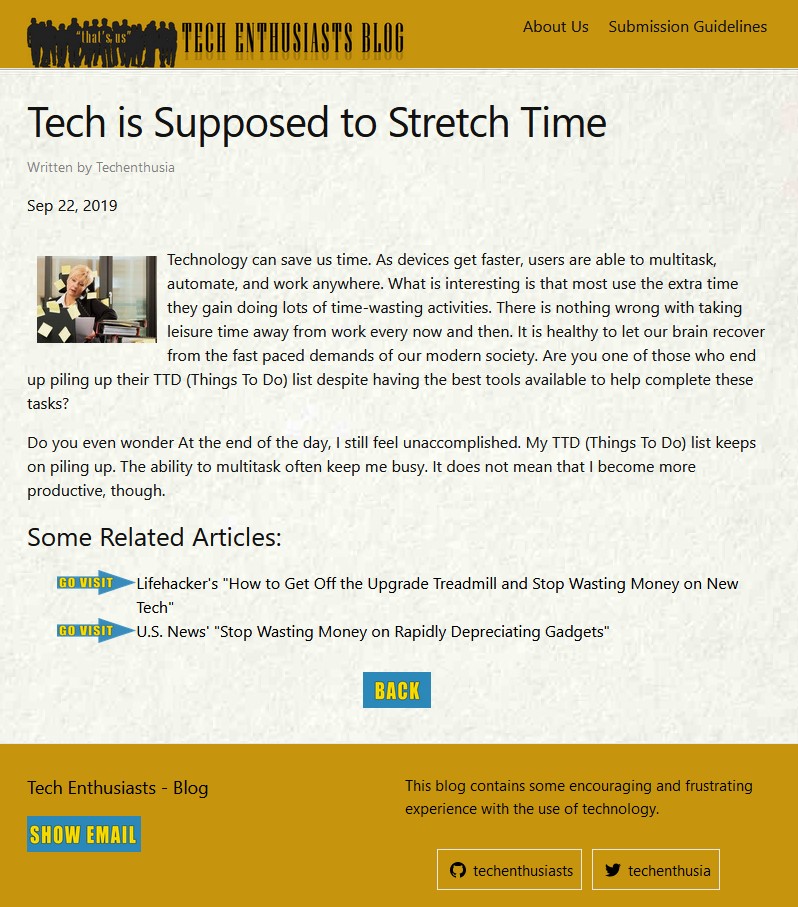 "that's us" TECH ENTHUSIASTS BLOG
About Us Submission Guidelines
Tech is Supposed to Stretch Time
Written by Techenthusia
Sep 22, 2019
Technology can save us time. As devices get faster, users are able to multitask,
automate, and work anywhere. What is interesting is that most use the extra time
they gain doing lots of time-wasting activities. There is nothing wrong with taking
leisure time away from work every now and then. It is healthy to let our brain recover
from the fast paced demands of our modern society. Are you one of those who end
up piling up their TTD (Things To Do) list despite having the best tools available to help complete these
tasks?
Do you even wonder At the end of the day, I still feel unaccomplished. My TTD (Things To Do) list keeps
on piling up. The ability to multitask often keep me busy. It does not mean that I become more
productive, though.
Some Related Articles:
GO VISIT Lifehacker's "How to Get Off the Upgrade Treadmill and Stop Wasting Money on New
Tech"
GO VISIT U.S. News' "Stop Wasting Money on Rapidly Depreciating Gadgets"
BACK
Tech Enthusiasts - Blog
SHOW EMAIL
This blog contains some encouraging and frustrating
experience with the use of technology.
techenthusiasts techenthusia